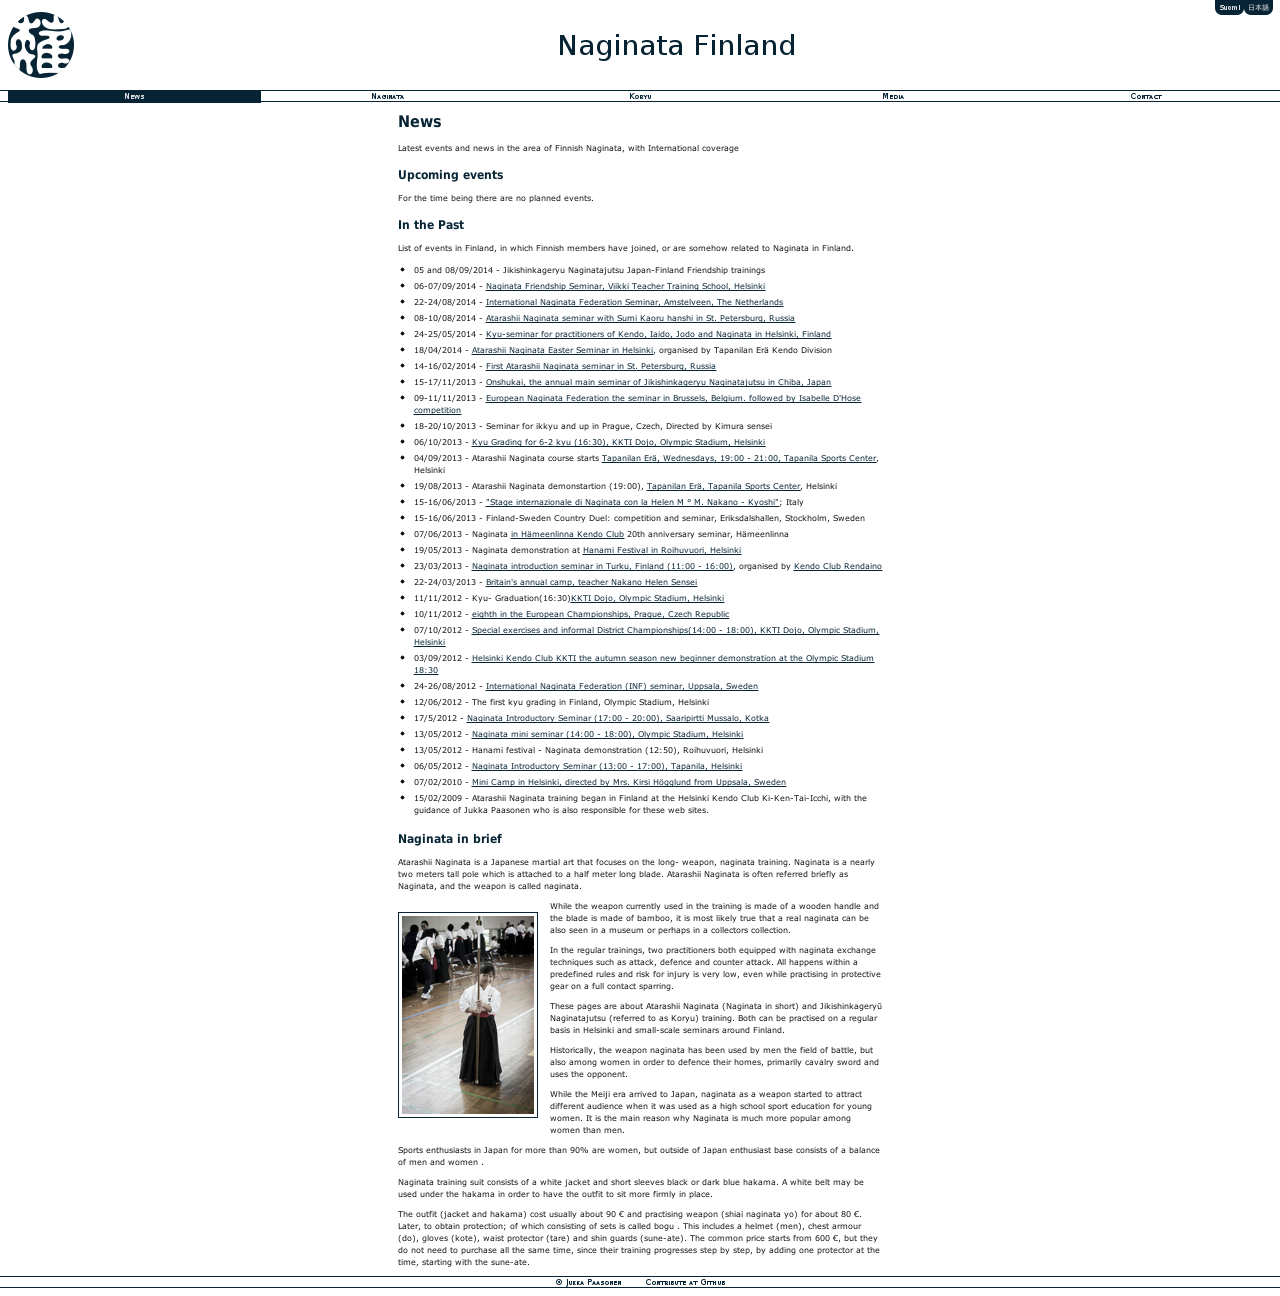 Suomi 日本語
Naginata Finland
News Naginata Koryu Media Contact
News
Latest events and news in the area of Finnish Naginata, with International coverage
Upcoming events
For the time being there are no planned events.
In the Past
List of events in Finland, in which Finnish members have joined, or are somehow related to Naginata in Finland.
05 and 08/09/2014 - Jikishinkageryu Naginatajutsu Japan-Finland Friendship trainings
06-07/09/2014 - Naginata Friendship Seminar, Viikki Teacher Training School, Helsinki
22-24/08/2014 - International Naginata Federation Seminar, Amstelveen, The Netherlands
08-10/08/2014 - Atarashii Naginata seminar with Sumi Kaoru hanshi in St. Petersburg, Russia
24-25/05/2014 - Kyu-seminar for practitioners of Kendo, Iaido, Jodo and Naginata in Helsinki, Finland
18/04/2014 - Atarashii Naginata Easter Seminar in Helsinki, organised by Tapanilan Erä Kendo Division
14-16/02/2014 - First Atarashii Naginata seminar in St. Petersburg, Russia
15-17/11/2013 - Onshukai, the annual main seminar of Jikishinkageryu Naginatajutsu in Chiba, Japan
09-11/11/2013 - European Naginata Federation the seminar in Brussels, Belgium. followed by Isabelle D'Hose
competition
18-20/10/2013 - Seminar for ikkyu and up in Prague, Czech, Directed by Kimura sensei
06/10/2013 - Kyu Grading for 6-2 kyu (16:30), KKTI Dojo, Olympic Stadium, Helsinki
04/09/2013 - Atarashii Naginata course starts Tapanilan Erä, Wednesdays, 19:00 - 21:00, Tapanila Sports Center,
Helsinki
19/08/2013 - Atarashii Naginata demonstartion (19:00), Tapanilan Erä, Tapanila Sports Center, Helsinki
15-16/06/2013 - "Stage internazionale di Naginata con la Helen M ° M. Nakano - Kyoshi"; Italy
15-16/06/2013 - Finland-Sweden Country Duel: competition and seminar, Eriksdalshallen, Stockholm, Sweden
07/06/2013 - Naginata in Hämeenlinna Kendo Club 20th anniversary seminar, Hämeenlinna
19/05/2013 - Naginata demonstration at Hanami Festival in Roihuvuori, Helsinki
23/03/2013 - Naginata introduction seminar in Turku, Finland (11:00 - 16:00), organised by Kendo Club Rendaino
22-24/03/2013 - Britain's annual camp, teacher Nakano Helen Sensei
11/11/2012 - Kyu- Graduation(16:30)KKTI Dojo, Olympic Stadium, Helsinki
10/11/2012 - eighth in the European Championships, Prague, Czech Republic
07/10/2012 - Special exercises and informal District Championships(14:00 - 18:00), KKTI Dojo, Olympic Stadium,
Helsinki
03/09/2012 - Helsinki Kendo Club KKTI the autumn season new beginner demonstration at the Olympic Stadium
18:30
24-26/08/2012 - International Naginata Federation (INF) seminar, Uppsala, Sweden
12/06/2012 - The first kyu grading in Finland, Olympic Stadium, Helsinki
17/5/2012 - Naginata Introductory Seminar (17:00 - 20:00), Saaripirtti Mussalo, Kotka
13/05/2012 - Naginata mini seminar (14:00 - 18:00), Olympic Stadium, Helsinki
13/05/2012 - Hanami festival - Naginata demonstration (12:50), Roihuvuori, Helsinki
06/05/2012 - Naginata Introductory Seminar (13:00 - 17:00), Tapanila, Helsinki
07/02/2010 - Mini Camp in Helsinki, directed by Mrs. Kirsi Högglund from Uppsala, Sweden
15/02/2009 - Atarashii Naginata training began in Finland at the Helsinki Kendo Club Ki-Ken-Tai-Icchi, with the
guidance of Jukka Paasonen who is also responsible for these web sites.
Naginata in brief
Atarashii Naginata is a Japanese martial art that focuses on the long- weapon, naginata training. Naginata is a nearly
two meters tall pole which is attached to a half meter long blade. Atarashii Naginata is often referred briefly as
Naginata, and the weapon is called naginata.
While the weapon currently used in the training is made of a wooden handle and
the blade is made of bamboo, it is most likely true that a real naginata can be
also seen in a museum or perhaps in a collectors collection.
In the regular trainings, two practitioners both equipped with naginata exchange
techniques such as attack, defence and counter attack. All happens within a
predefined rules and risk for injury is very low, even while practising in protective
gear on a full contact sparring.
These pages are about Atarashii Naginata (Naginata in short) and Jikishinkageryū
Naginatajutsu (referred to as Koryu) training. Both can be practised on a regular
basis in Helsinki and small-scale seminars around Finland.
Historically, the weapon naginata has been used by men the field of battle, but
also among women in order to defence their homes, primarily cavalry sword and
uses the opponent.
While the Meiji era arrived to Japan, naginata as a weapon started to attract
different audience when it was used as a high school sport education for young
women. It is the main reason why Naginata is much more popular among
women than men.
Sports enthusiasts in Japan for more than 90% are women, but outside of Japan enthusiast base consists of a balance
of men and women .
Naginata training suit consists of a white jacket and short sleeves black or dark blue hakama. A white belt may be
used under the hakama in order to have the outfit to sit more firmly in place.
The outfit (jacket and hakama) cost usually about 90 € and practising weapon (shiai naginata yo) for about 80 €.
Later, to obtain protection; of which consisting of sets is called bogu . This includes a helmet (men), chest armour
(do), gloves (kote), waist protector (tare) and shin guards (sune-ate). The common price starts from 600 €, but they
do not need to purchase all the same time, since their training progresses step by step, by adding one protector at the
time, starting with the sune-ate.
© Jukka Paasonen Contribute at Github